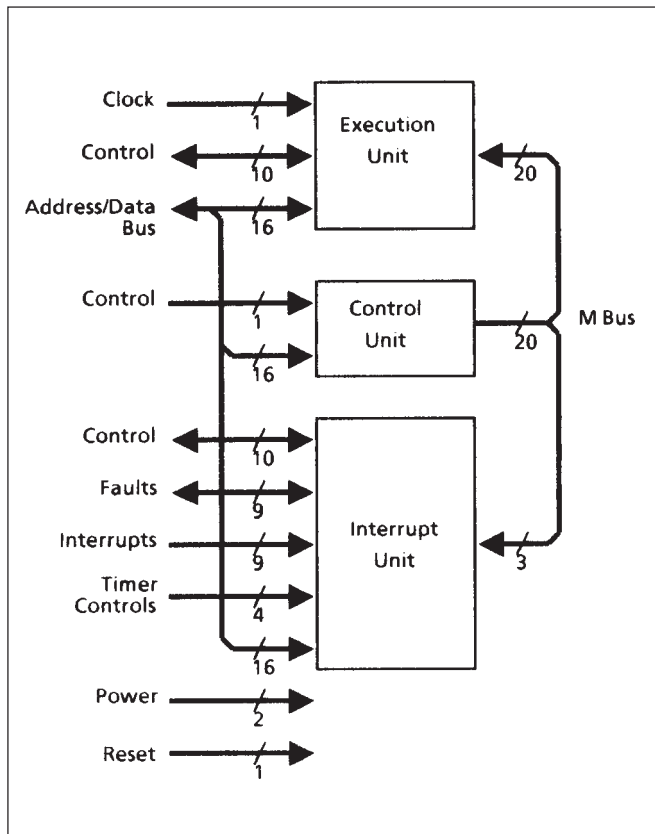 Clock
1
Execution
Unit
Control
10
20
Address/Data
Bus
16
Control
1
Control
Unit
20
M Bus
16
Control
10
Faults
9
Interrupts
9
Interrupt
Unit
3
Timer
Controls
4
16
Power
2
Reset
1